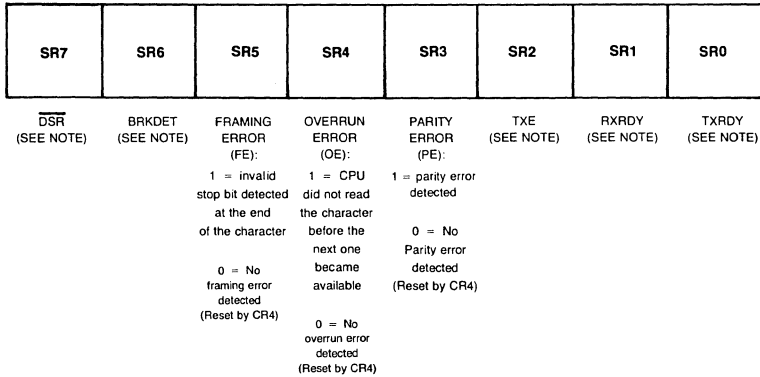 SR7 SR6 SR5 SR4 SR3 SR2 SR1 SR0
DSR
(SEE NOTE)
BRKDET
(SEE NOTE)
FRAMING
ERROR
(FE):
1 = invalid
stop bit detected
at the end
of the character
0 = No
framing error
detected
(Reset by CR4)
OVERRUN
ERROR
(OE):
1 = CPU
did not read
the character
before the
next one
became
available
0 = No
overrun error
detected
(Reset by CR4)
PARITY
ERROR
(PE):
1 = parity error
detected
0 = No
Parity error
detected
(Reset by CR4)
TXE
(SEE NOTE)
RXRDY
(SEE NOTE)
TXRDY
(SEE NOTE)